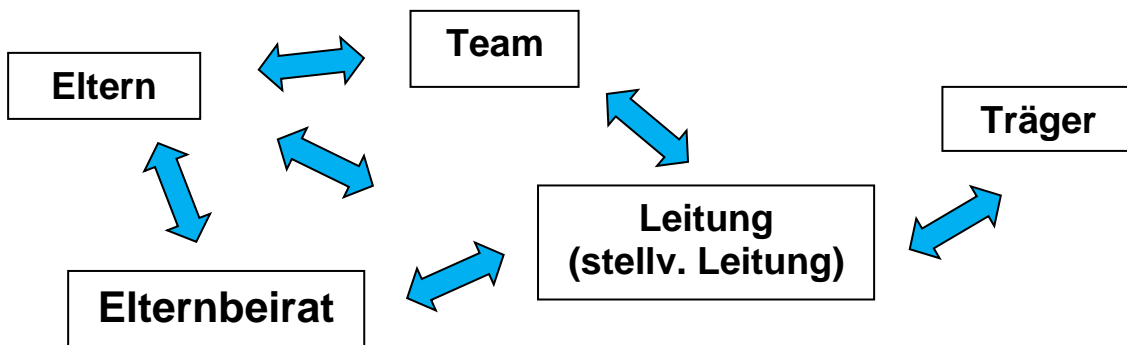 Team
Eltern
Träger
Leitung
(stellv. Leitung)
Elternbeirat